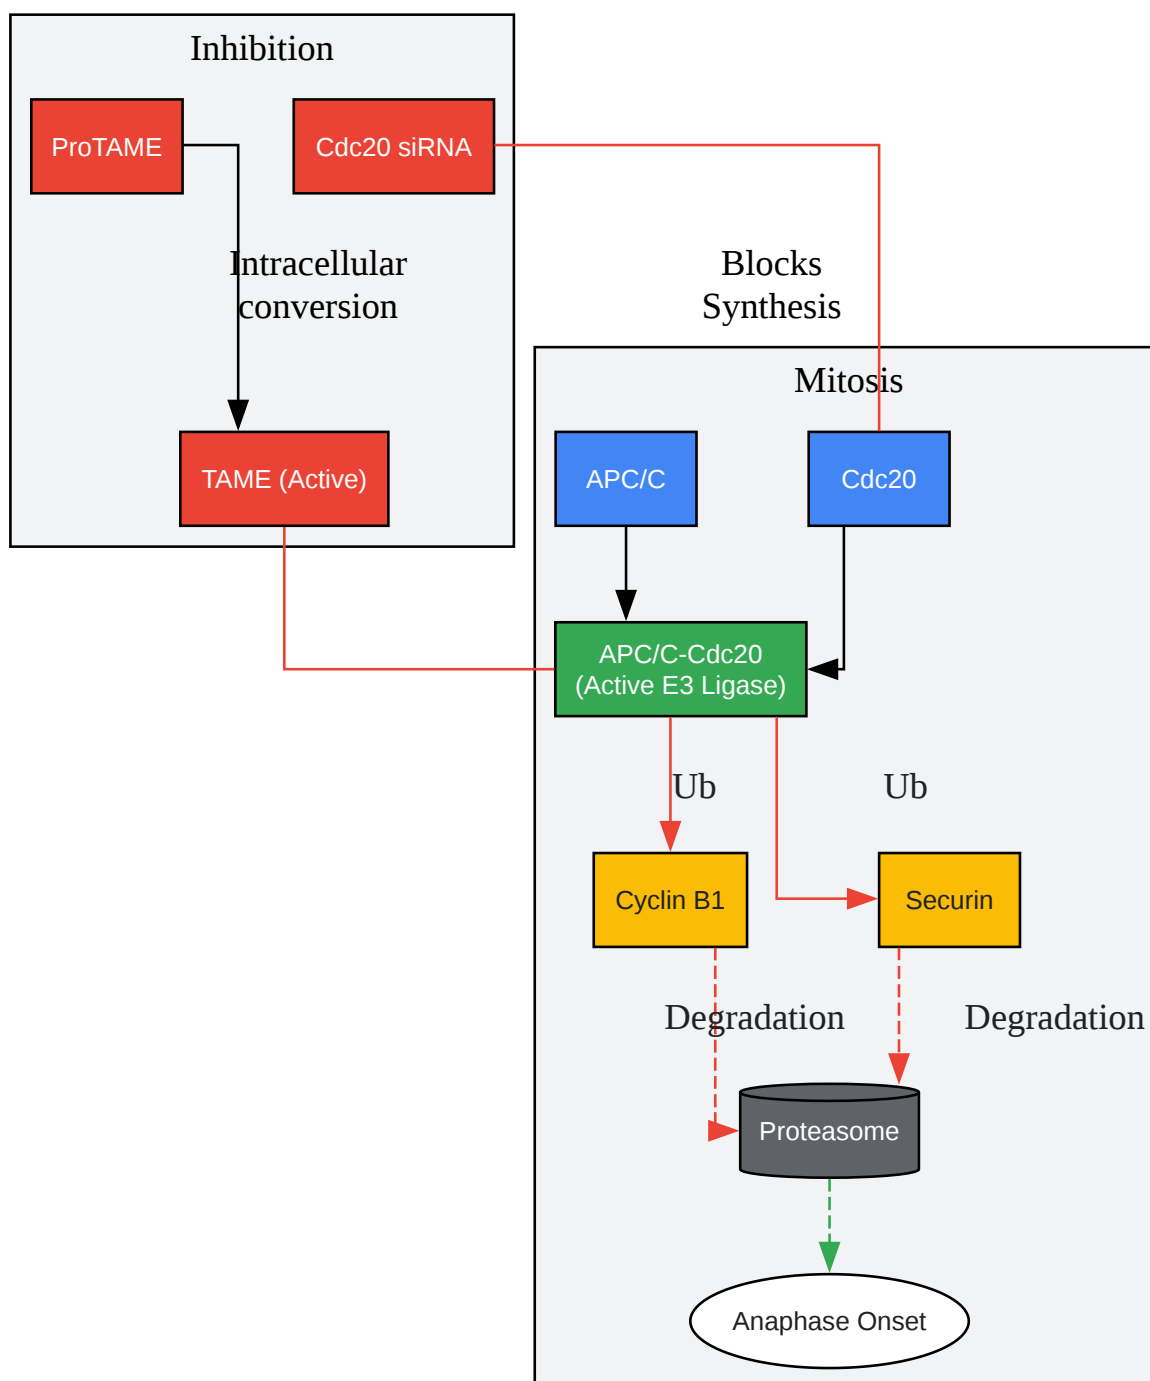 Inhibition
ProTAME
Cdc20 siRNA
Intracellular
conversion
Blocks
Synthesis
Mitosis
TAME (Active)
APC/C
Cdc20
APC/C-Cdc20
(Active E3 Ligase)
Ub
Ub
Cyclin B1
Securin
Degradation
Degradation
Proteasome
Anaphase Onset